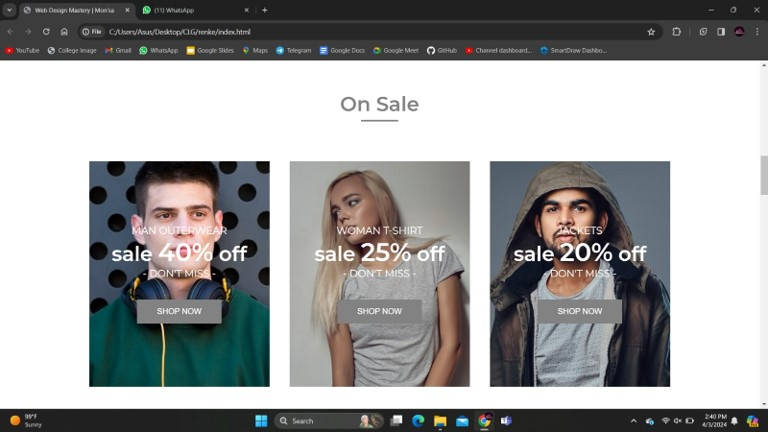 Web Design Mastery | Mon'sa
(11) WhatsApp
File
C:/Users/Asus/Desktop/CLG/renke/index.html
YouTube
College Image
Gmail
WhatsApp
Google Slides
Maps
Telegram
Google Docs
Google Meet
GitHub
Channel dashboard...
SmartDraw Dashbo...
On Sale
MAN OUTERWEAR
sale 40% off
- DON'T MISS -
SHOP NOW
WOMAN T-SHIRT
sale 25% off
- DON'T MISS -
SHOP NOW
JACKETS
sale 20% off
- DON'T MISS -
SHOP NOW
99°F
Sunny
Search
2:40 PM
4/3/2024